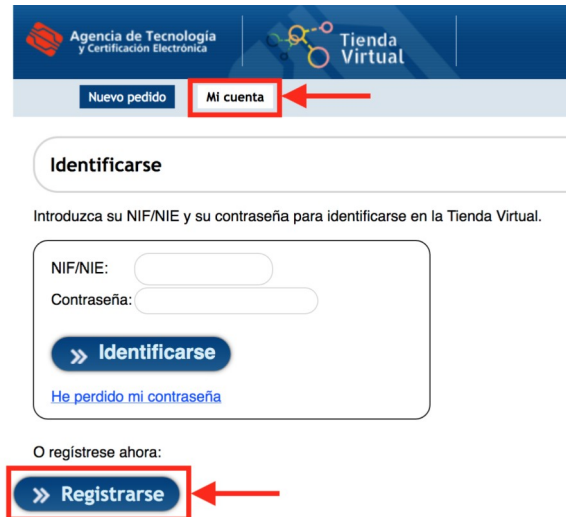 Agencia de Tecnología
y Certificación Electrónica
Tienda
Virtual
Nuevo pedido
Mi cuenta
Identificarse
Introduzca su NIF/NIE y su contraseña para identificarse en la Tienda Virtual.
NIF/NIE:
Contraseña:
Identificarse
He perdido mi contraseña
O regístrese ahora:
Registrarse